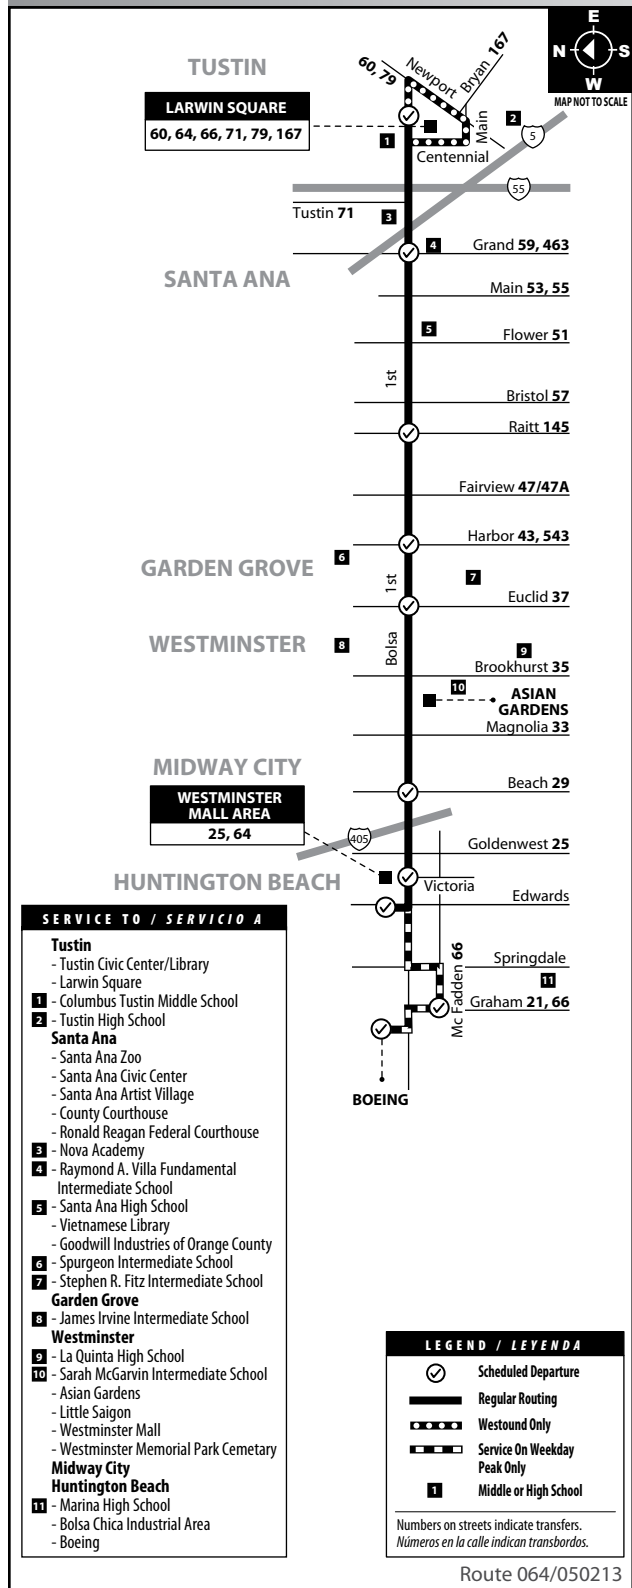 E
N S
W
MAP NOT TO SCALE
TUSTIN
60, 79
Newport
Bryan 167
LARWIN SQUARE
60, 64, 66, 71, 79, 167
Main
2
5
1
Centennial
55
Tustin 71
3
4
Grand 59, 463
SANTA ANA
Main 53, 55
5
Flower 51
1st
Bristol 57
Raitt 145
Fairview 47/47A
Harbor 43, 543
6
GARDEN GROVE
7
1st
Euclid 37
WESTMINSTER
8
Bolsa
9
Brookhurst 35
10
ASIAN
GARDENS
Magnolia 33
MIDWAY CITY
Beach 29
WESTMINSTER
MALL AREA
25, 64
405
Goldenwest 25
HUNTINGTON BEACH
Victoria
Edwards
Springdale
Mc Fadden 66
11
Graham 21, 66
BOEING
SERVICE TO / SERVICIO A
Tustin
- Tustin Civic Center/Library
- Larwin Square
1 - Columbus Tustin Middle School
2 - Tustin High School
Santa Ana
- Santa Ana Zoo
- Santa Ana Civic Center
- Santa Ana Artist Village
- County Courthouse
- Ronald Reagan Federal Courthouse
3 - Nova Academy
4 - Raymond A. Villa Fundamental
Intermediate School
5 - Santa Ana High School
- Vietnamese Library
- Goodwill Industries of Orange County
6 - Spurgeon Intermediate School
7 - Stephen R. Fitz Intermediate School
Garden Grove
8 - James Irvine Intermediate School
Westminster
9 - La Quinta High School
10 - Sarah McGarvin Intermediate School
- Asian Gardens
- Little Saigon
- Westminster Mall
- Westminster Memorial Park Cemetary
Midway City
Huntington Beach
11 - Marina High School
- Bolsa Chica Industrial Area
- Boeing
LEGEND / LEYENDA
Scheduled Departure
Regular Routing
Westound Only
Service On Weekday
Peak Only
1 Middle or High School
Numbers on streets indicate transfers.
Números en la calle indican transbordos.
Route 064/050213